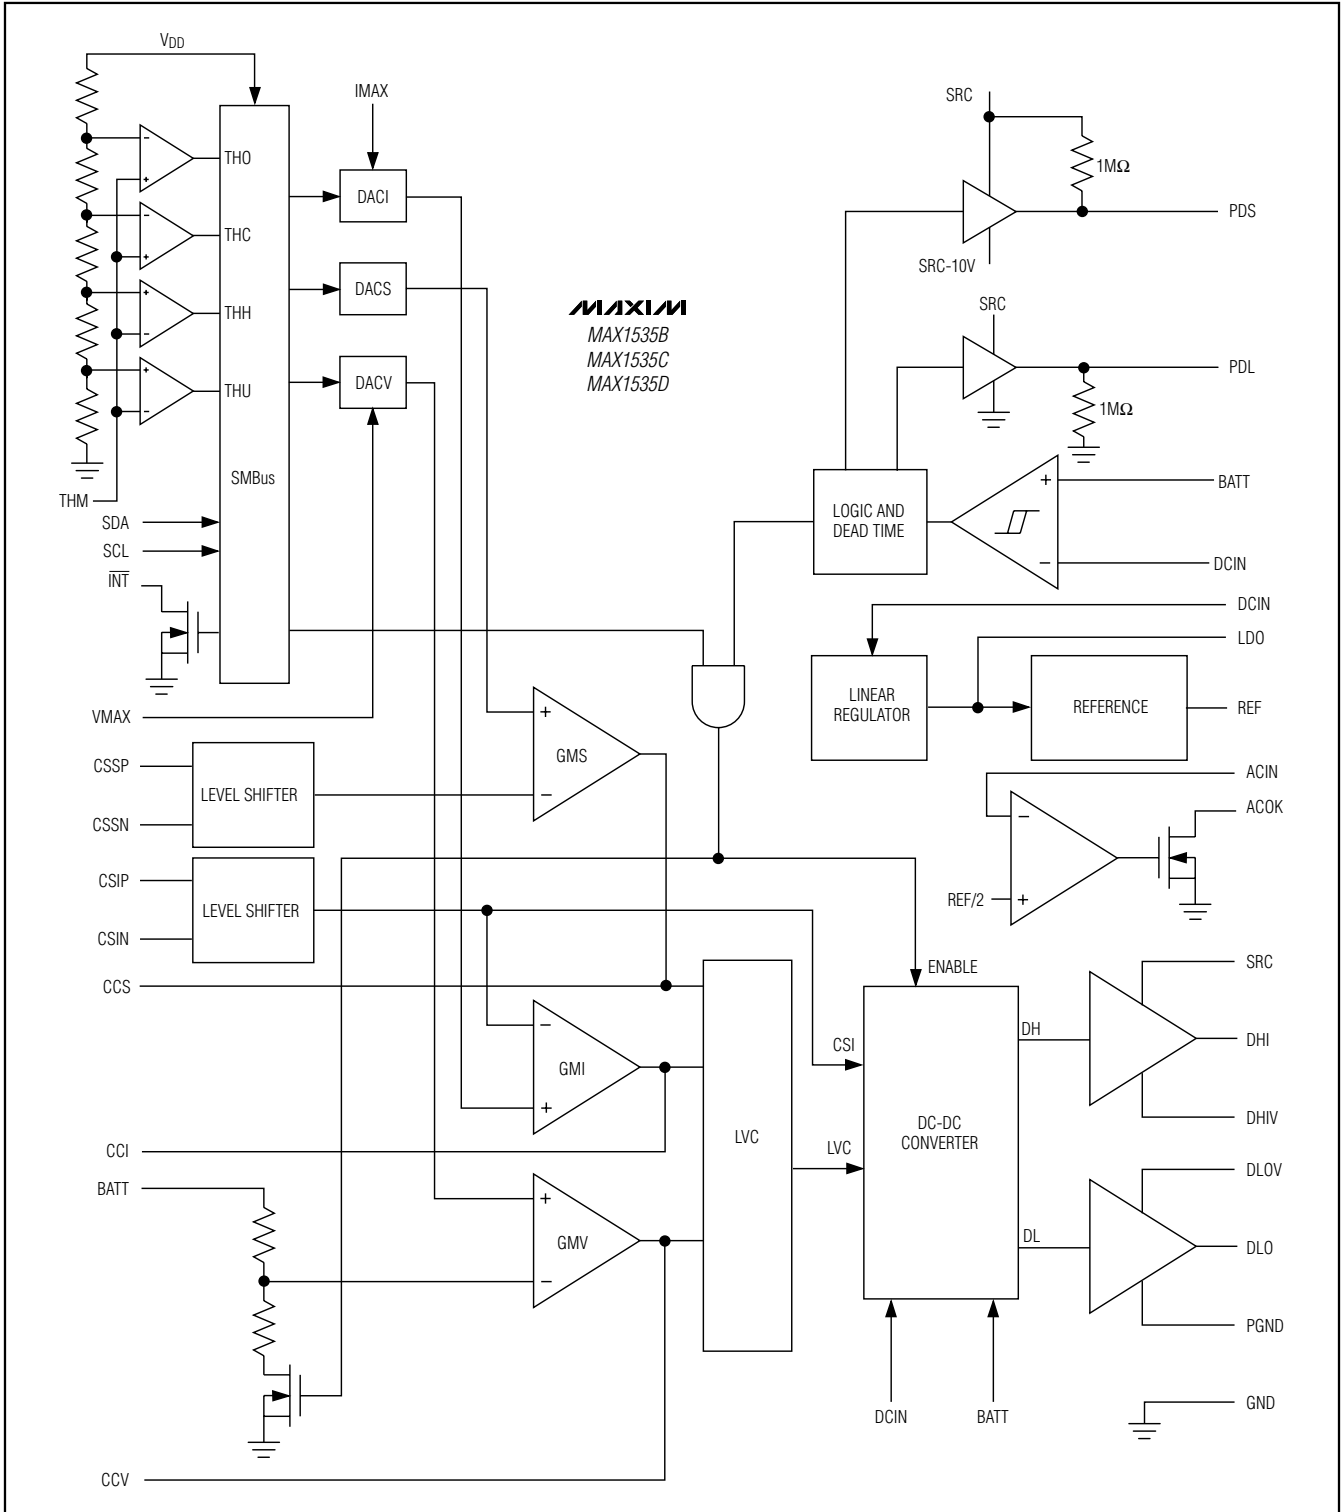 VDD
IMAX
SRC
-
+
THO
DACI
1MΩ
-
+
THC
PDS
SRC-10V
DACS
+
-
THH
MAXIM
MAX1535B
MAX1535C
MAX1535D
SRC
+
-
THU
DACV
PDL
1MΩ
SMBus
THM
SDA
SCL
INT
LOGIC AND
DEAD TIME
+
−
BATT
DCIN
DCIN
LDO
LINEAR
REGULATOR
REFERENCE
REF
VMAX
CSSP
CSSN
LEVEL SHIFTER
+
−
GMS
ACIN
ACOK
−
+
REF/2
CSIP
CSIN
LEVEL SHIFTER
ENABLE
CCS
SRC
−
+
GMI
CSI
DH
DHI
DHIV
LVC
LVC
DC-DC
CONVERTER
CCI
BATT
+
−
GMV
DL
DLOV
DLO
PGND
DCIN
BATT
GND
CCV